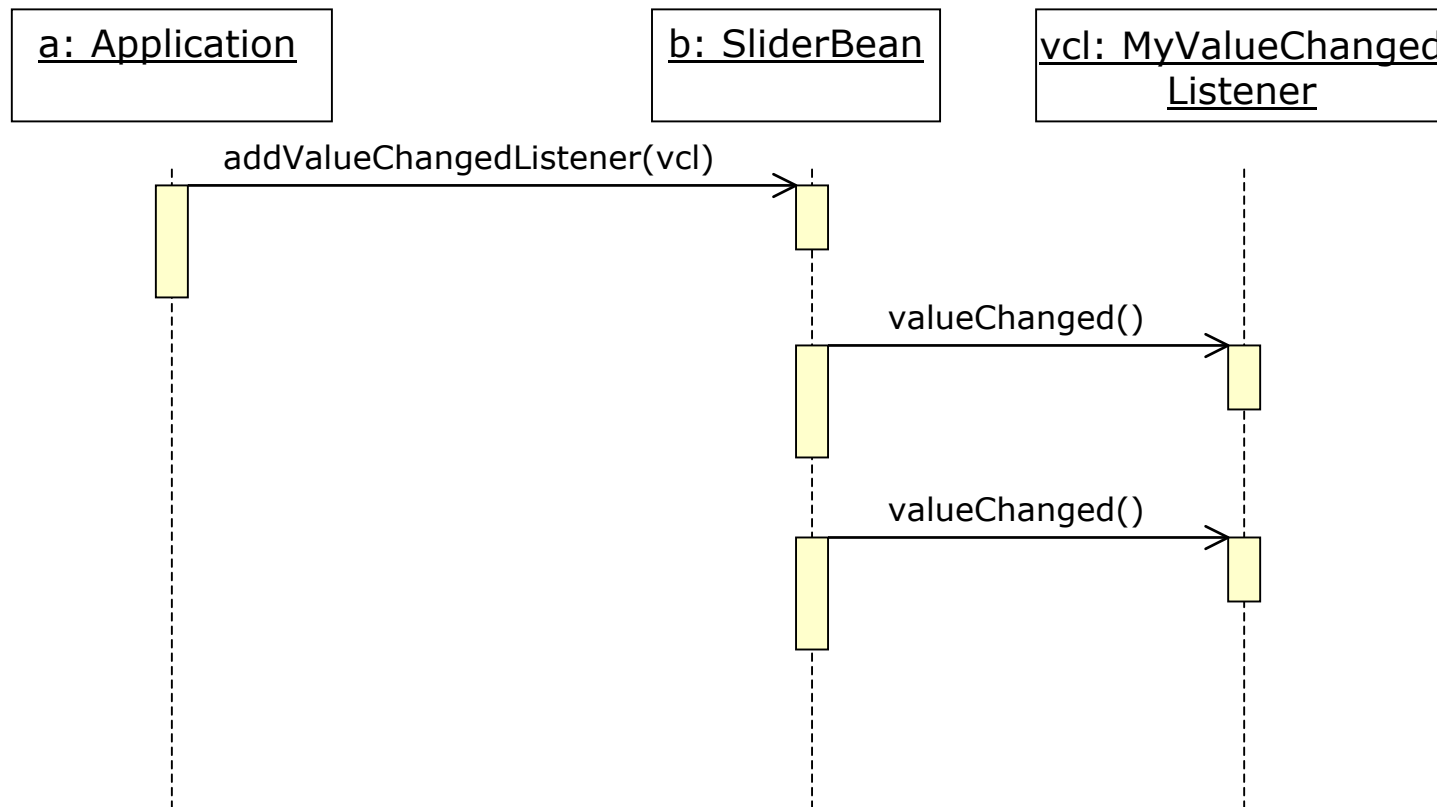 a: Application
b: SliderBean
vcl: MyValueChanged
Listener
addValueChangedListener(vcl)
valueChanged()
valueChanged()